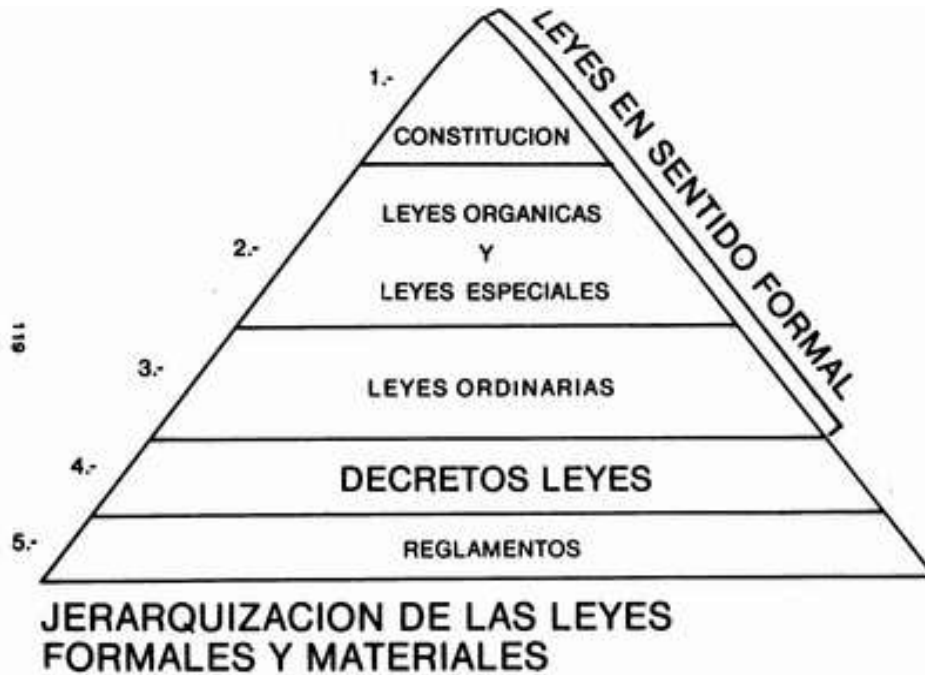 LEYES EN SENTIDO FORMAL
1.-
CONSTITUCION
LEYES ORGANICAS
2.-
Y
LEYES ESPECIALES
119
3.-
LEYES ORDINARIAS
4.-
DECRETOS LEYES
5.-
REGLAMENTOS
JERARQUIZACION DE LAS LEYES
FORMALES Y MATERIALES